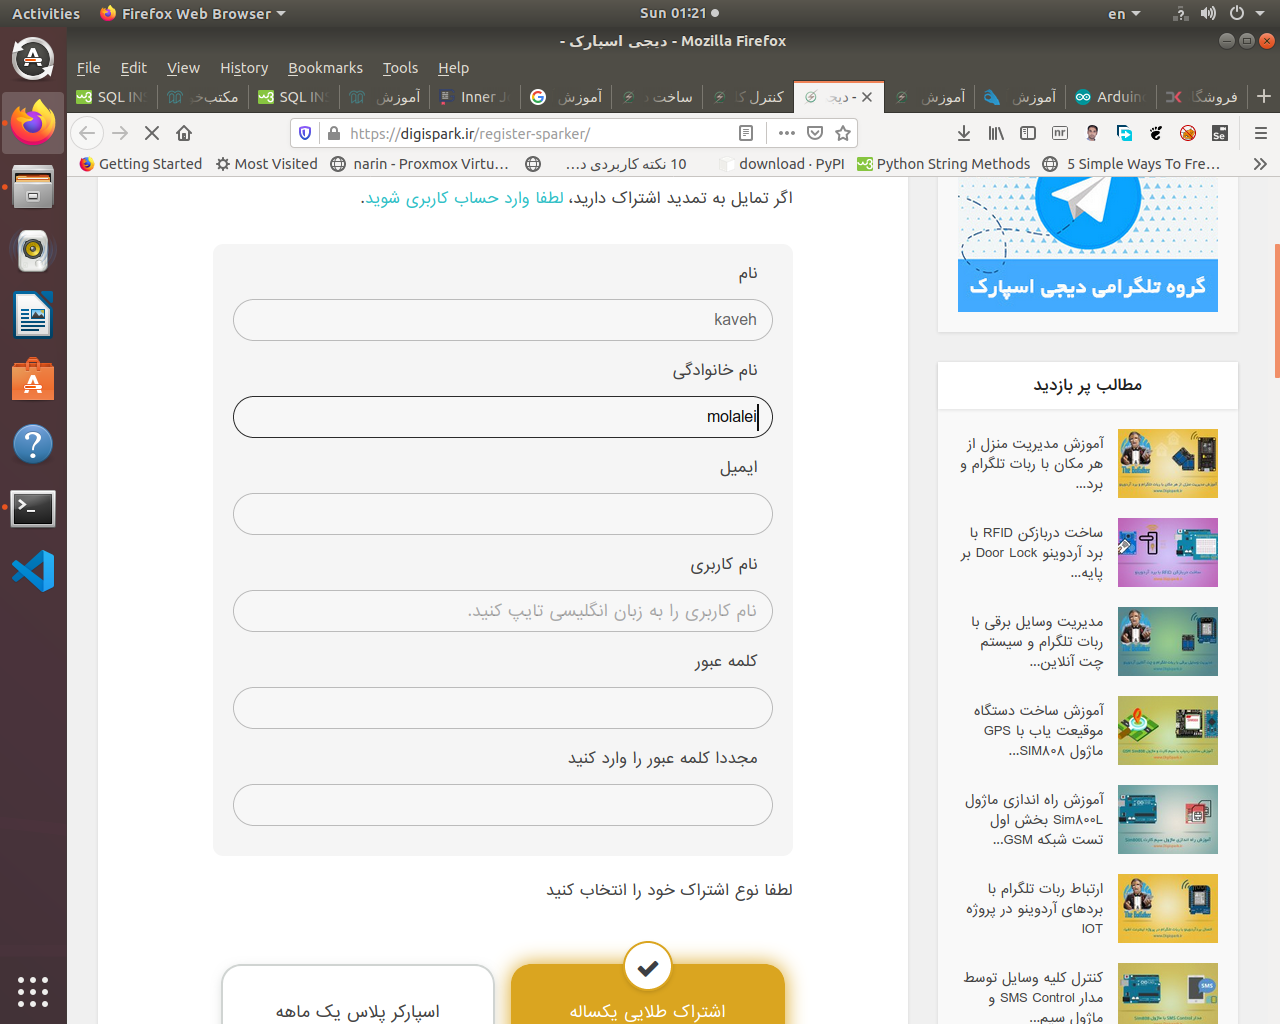 Activities
Firefox Web Browser
Sun 01:21
en
- دیجی اسپارک - Mozilla Firefox
File Edit View History Bookmarks Tools Help
SQL INS
مکتب‌خو
SQL INS
آموزش
Inner Jo
آموزش
ساخت د
کنترل کا
- دیجی
آموزش
آموزش
Arduino
فروشگا
https://digispark.ir/register-sparker/
Getting Started
Most Visited
narin - Proxmox Virtu...
10 نکته کاربردی د...
download · PyPI
Python String Methods
5 Simple Ways To Fre...
اگر تمایل به تمدید اشتراک دارید، لطفا وارد حساب کاربری شوید.
نام
kaveh
نام خانوادگی
molalei
ایمیل
نام کاربری
نام کاربری را به زبان انگلیسی تایپ کنید.
کلمه عبور
مجددا کلمه عبور را وارد کنید
لطفا نوع اشتراک خود را انتخاب کنید
اشتراک طلایی یکساله
اسپارکر پلاس یک ماهه
گروه تلگرامی دیجی اسپارک
مطالب پر بازدید
آموزش مدیریت منزل از
هر مکان با ربات تلگرام و
برد...
ساخت دربازکن RFID با
برد آردوینو Door Lock بر
پایه...
مدیریت وسایل برقی با
ربات تلگرام و سیستم
چت آنلاین...
آموزش ساخت دستگاه
موقیعت یاب با GPS
ماژول SIM۸۰۸...
آموزش راه اندازی ماژول
Sim۸۰۰L بخش اول
تست شبکه GSM...
ارتباط ربات تلگرام با
بردهای آردوینو در پروژه
IOT
کنترل کلیه وسایل توسط
مدار SMS Control و
ماژول سیم...